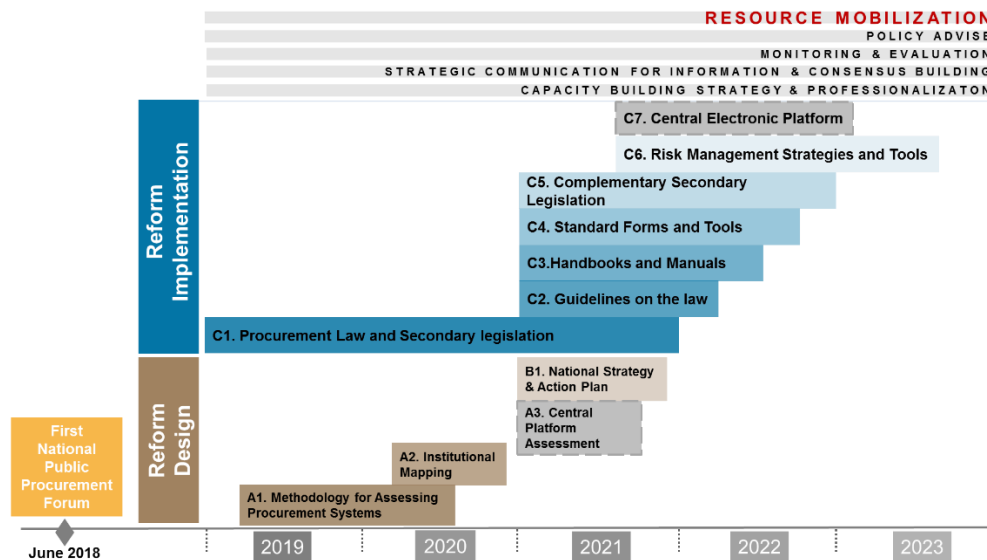 RESOURCE MOBILIZATION
POLICY ADVISE
MONITORING & EVALUATION
STRATEGIC COMMUNICATION FOR INFORMATION & CONSENSUS BUILDING
CAPACITY BUILDING STRATEGY & PROFESSIONALIZATON
Reform
Implementation
C7. Central Electronic Platform
C6. Risk Management Strategies and Tools
C5. Complementary Secondary
Legislation
C4. Standard Forms and Tools
C3.Handbooks and Manuals
C2. Guidelines on the law
C1. Procurement Law and Secondary legislation
Reform
Design
B1. National Strategy
& Action Plan
A3. Central
Platform
Assessment
A2. Institutional
Mapping
A1. Methodology for Assessing
Procurement Systems
First
National
Public
Procurement
Forum
June 2018
2019
2020
2021
2022
2023